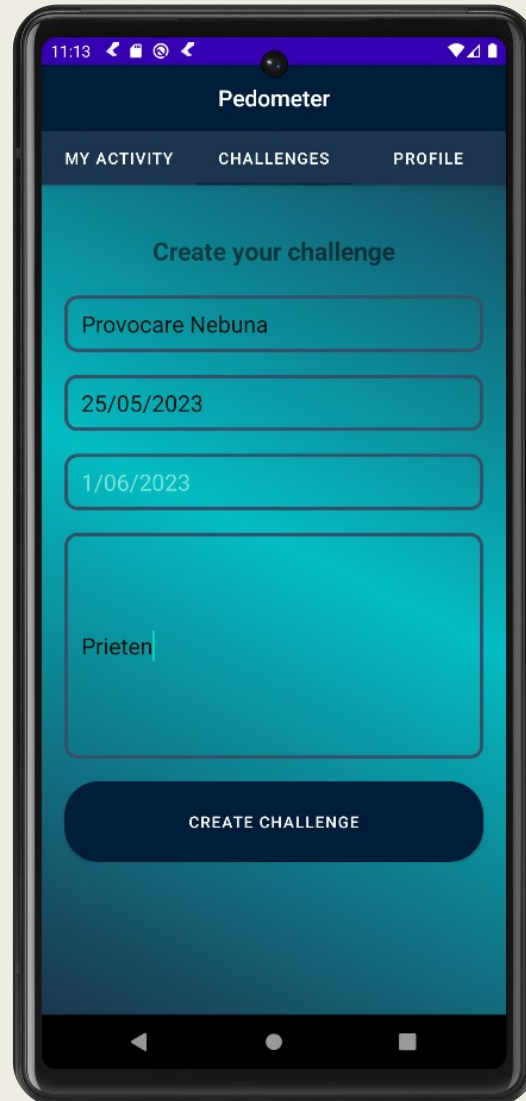 11:13
Pedometer
MY ACTIVITY CHALLENGES PROFILE
Create your challenge
Provocare Nebuna
25/05/2023
1/06/2023
Prieten
CREATE CHALLENGE